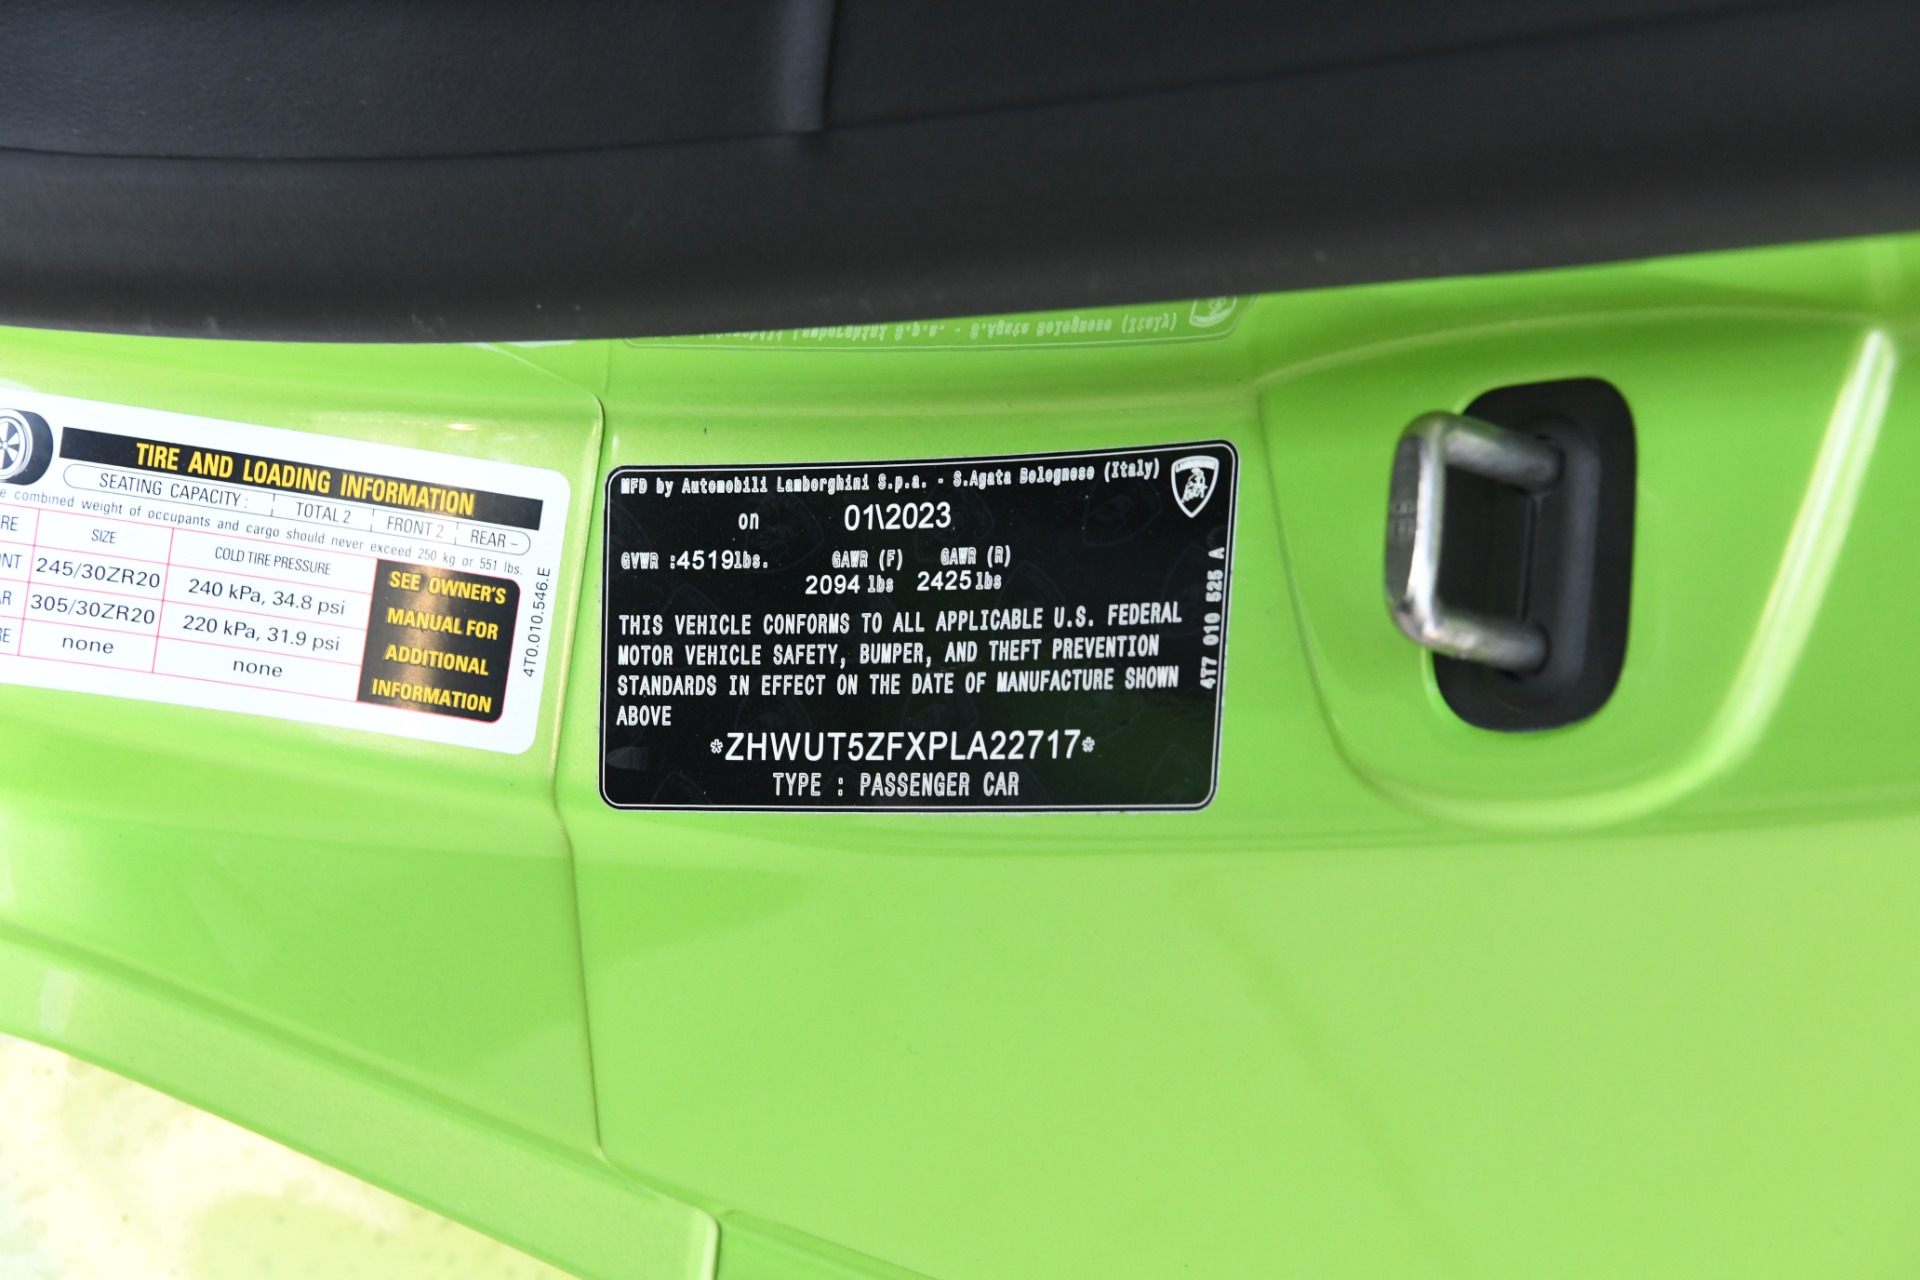 TIRE AND LOADING INFORMATION
SEATING CAPACITY : TOTAL 2 FRONT 2 REAR –
combined weight of occupants and cargo should never exceed 250 kg or 551 lbs.
SIZE COLD TIRE PRESSURE
245/30ZR20 240 kPa, 34.8 psi
305/30ZR20 220 kPa, 31.9 psi
none none
SEE OWNER'S
MANUAL FOR
ADDITIONAL
INFORMATION
4T0.010.546.E
MFD by Automobili Lamborghini S.p.a. - S.Agata Bolognese (Italy)
LAMBORGHINI
on 01\2023
GVWR :4519lbs. GAWR (F) GAWR (R)
2094 lbs 2425lbs
THIS VEHICLE CONFORMS TO ALL APPLICABLE U.S. FEDERAL
MOTOR VEHICLE SAFETY, BUMPER, AND THEFT PREVENTION
STANDARDS IN EFFECT ON THE DATE OF MANUFACTURE SHOWN
ABOVE
*ZHWUT5ZFXPLA22717*
TYPE : PASSENGER CAR
4T7 010 525 A